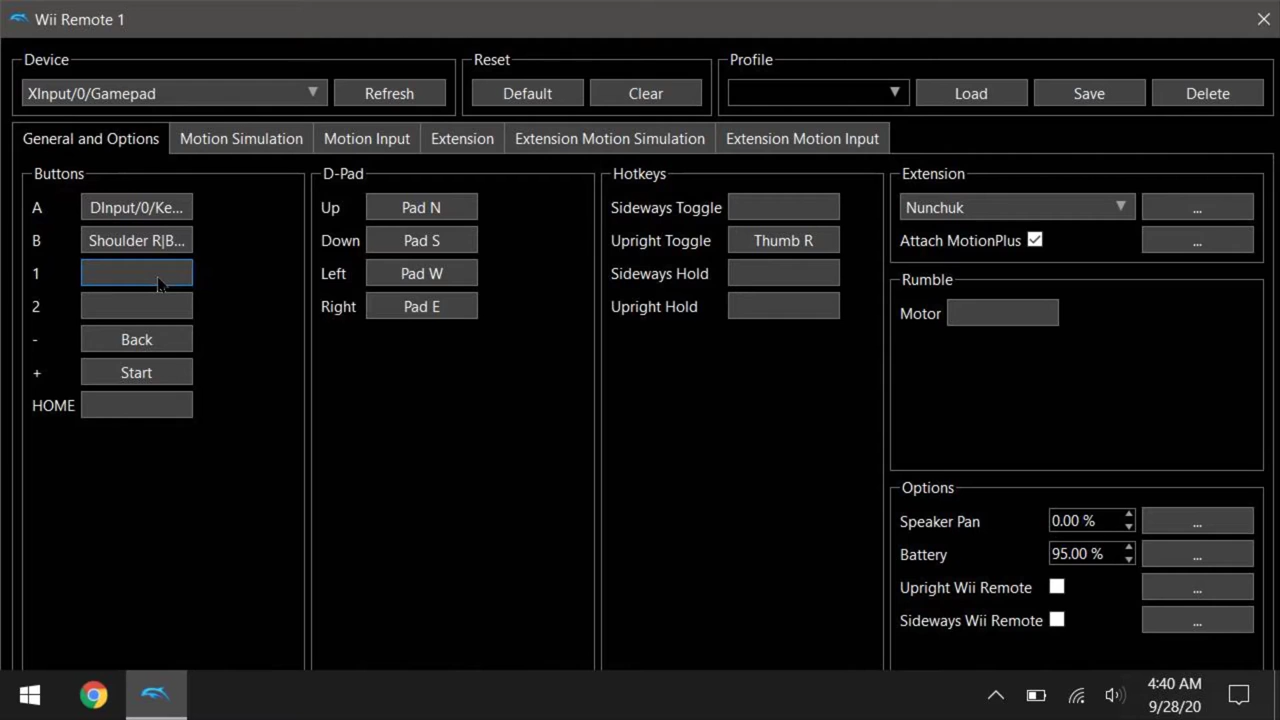 Wii Remote 1
Device
Reset
Profile
XInput/0/Gamepad
Refresh
Default
Clear
Load
Save
Delete
General and Options
Motion Simulation
Motion Input
Extension
Extension Motion Simulation
Extension Motion Input
Buttons
A
DInput/0/Ke...
B
Shoulder R|B...
1
2
-
Back
+
Start
HOME
D-Pad
Up
Pad N
Down
Pad S
Left
Pad W
Right
Pad E
Hotkeys
Sideways Toggle
Upright Toggle
Thumb R
Sideways Hold
Upright Hold
Extension
Nunchuk
...
Attach MotionPlus
...
Rumble
Motor
Options
Speaker Pan
0.00 %
...
Battery
95.00 %
...
Upright Wii Remote
...
Sideways Wii Remote
...
4:40 AM
9/28/20